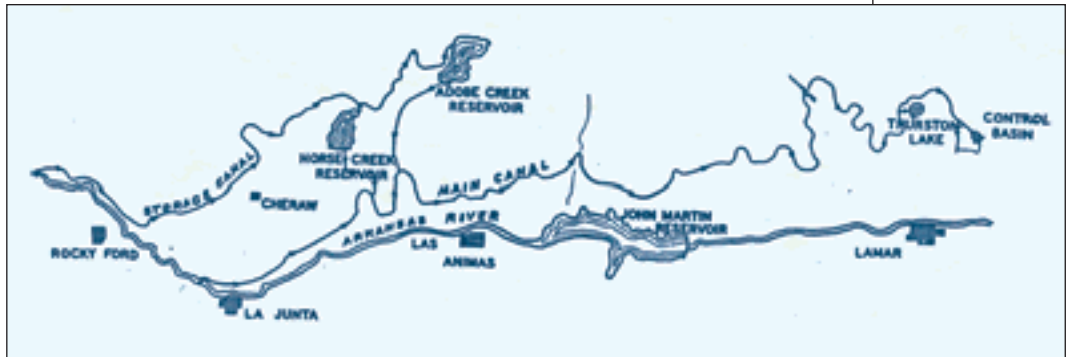 ADOBE CREEK
RESERVOIR
THURSTON
LAKE
CONTROL
BASIN
HORSE CREEK
RESERVOIR
STORAGE CANAL
CHERAW
MAIN CANAL
ARKANSAS RIVER
JOHN MARTIN
RESERVOIR
ROCKY FORD
LAS
ANIMAS
LAMAR
LA JUNTA